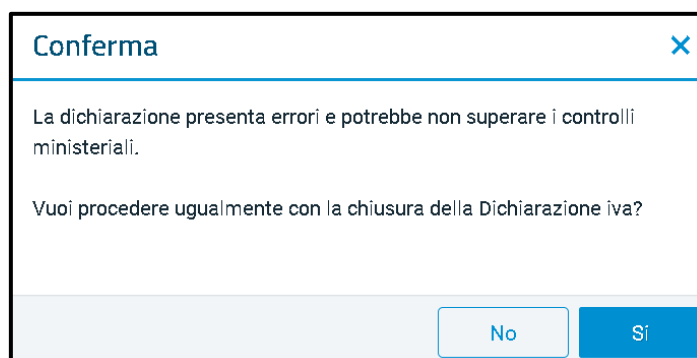 Conferma
La dichiarazione presenta errori e potrebbe non superare i controlli
ministeriali.
Vuoi procedere ugualmente con la chiusura della Dichiarazione iva?
No
Sì